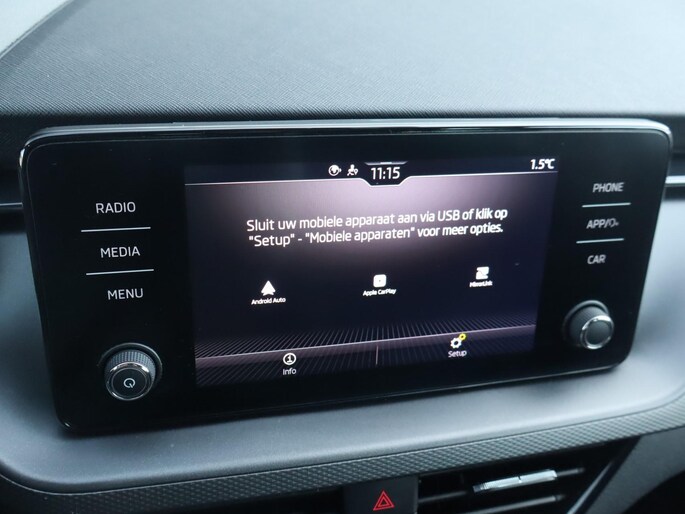 11:15
1.5°C
RADIO
MEDIA
MENU
Sluit uw mobiele apparaat aan via USB of klik op
"Setup" - "Mobiele apparaten" voor meer opties.
Android Auto
Apple CarPlay
MirrorLink
Info
Setup
PHONE
APP/
CAR